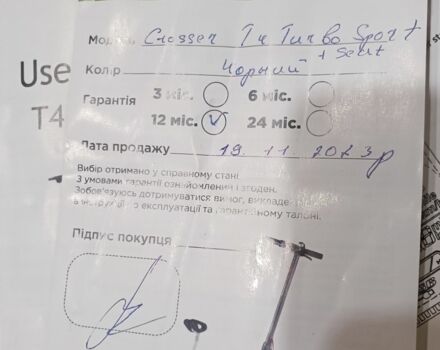 Модель Crosser T4 Turbo Sport
+ Seat
Use
Колір Чорний
T4
Гарантія 3 міс. 6 міс.
12 міс. 24 міс.
Дата продажу 19.11.2023р
Вибір отримано у справному стані.
З умовами гарантії ознайомлений і згоден.
Зобов'язуюсь дотримуватися вимог, викладених
в інструкції по експлуатації та гарантійному талоні.
Підпис покупця